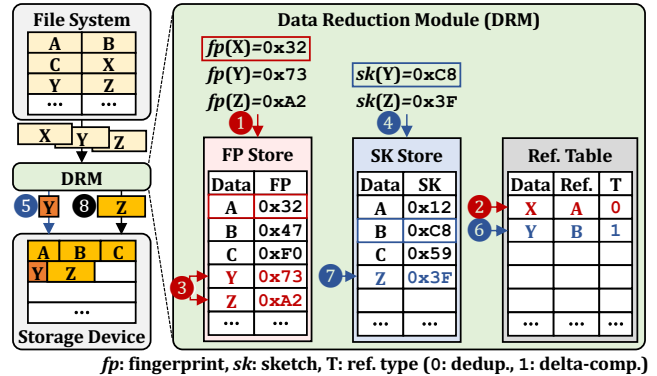 File System
A B
C X
Y Z
... ...
X Y Z
DRM
5 Y 8 Z
A B C
Y Z
...
Storage Device
Data Reduction Module (DRM)
fp(X)=0x32
fp(Y)=0x73
fp(Z)=0xA2
1
sk(Y)=0xC8
sk(Z)=0x3F
4
FP Store
Data FP
A 0x32
B 0x47
C 0xF0
3 Y 0x73
Z 0xA2
... ...
SK Store
Data SK
A 0x12
B 0xC8
C 0x59
7 Z 0x3F
... ...
Ref. Table
Data Ref. T
2 X A 0
6 Y B 1
... ... ...
fp: fingerprint, sk: sketch, T: ref. type (0: dedup., 1: delta-comp.)